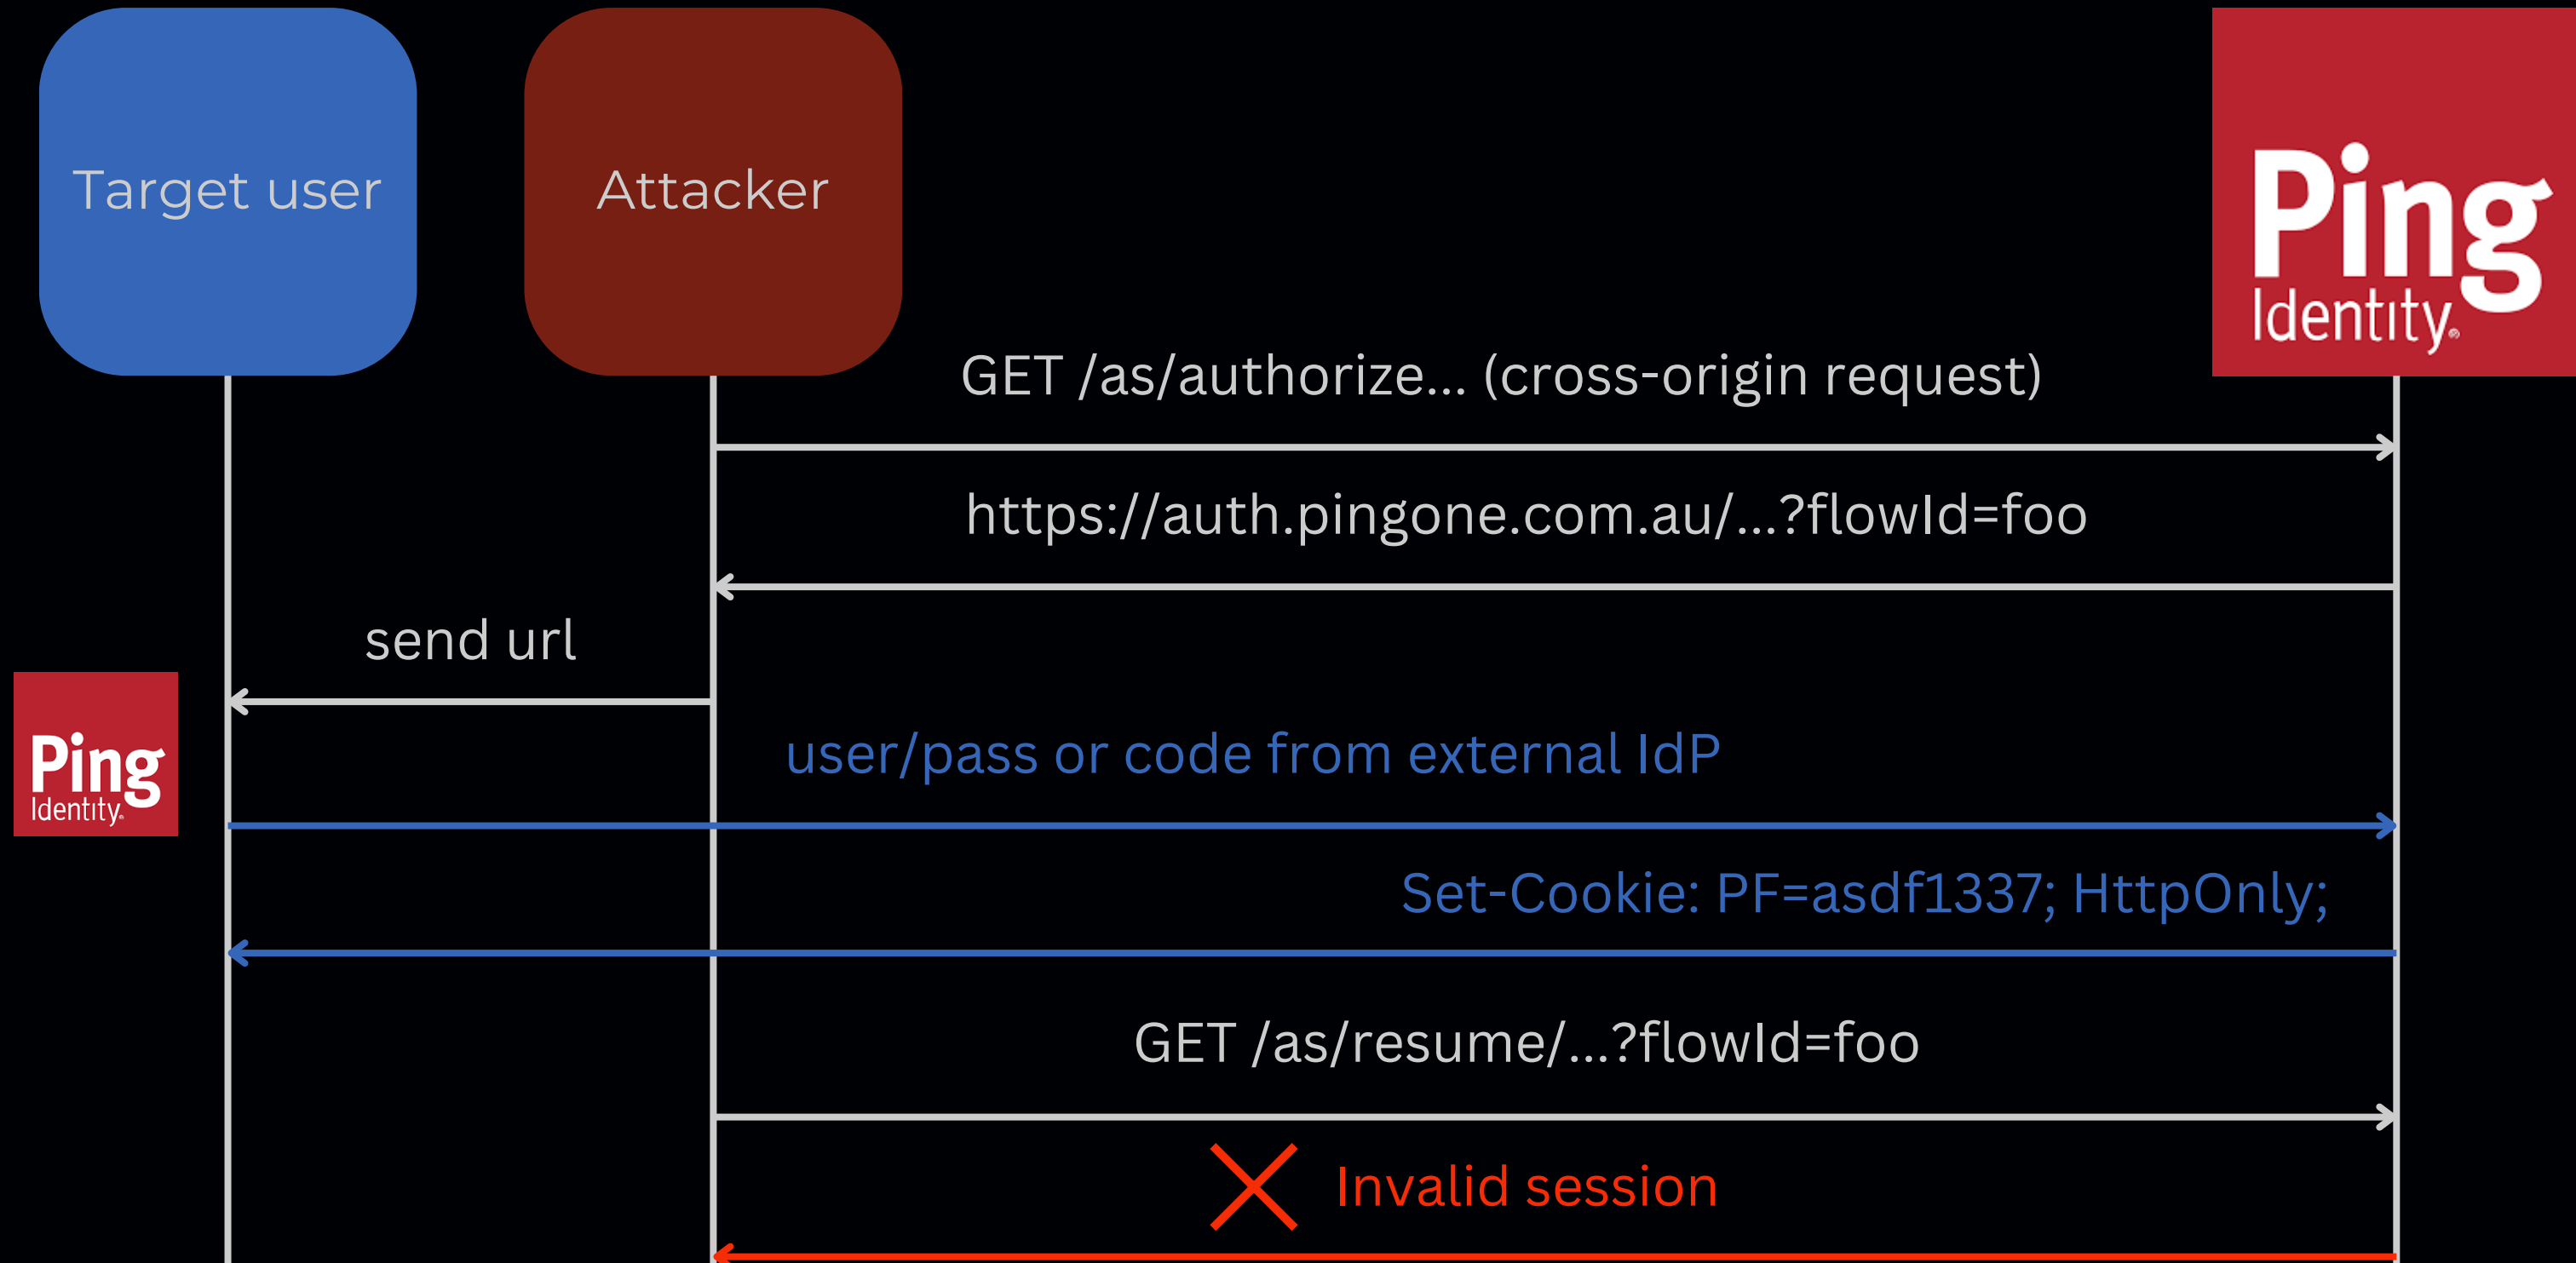 Target user
Attacker
Ping
Identity®
GET /as/authorize... (cross-origin request)
https://auth.pingone.com.au/...?flowId=foo
send url
Ping
Identity®
user/pass or code from external IdP
Set-Cookie: PF=asdf1337; HttpOnly;
GET /as/resume/...?flowId=foo
Invalid session